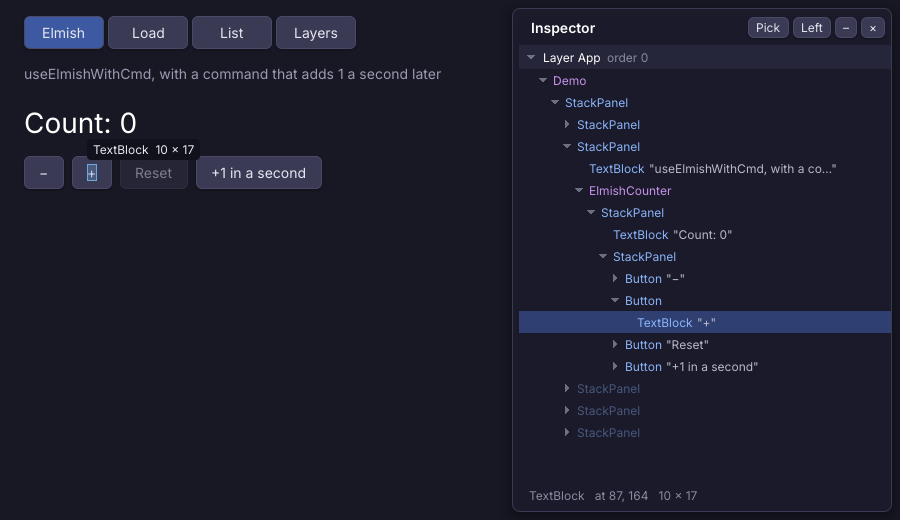 Elmish Load List Layers
useElmishWithCmd, with a command that adds 1 a second later
Count: 0
TextBlock 10 × 17
− + Reset +1 in a second
Inspector Pick Left − ×
Layer App order 0
Demo
StackPanel
StackPanel
StackPanel
TextBlock "useElmishWithCmd, with a co..."
ElmishCounter
StackPanel
TextBlock "Count: 0"
StackPanel
Button "−"
Button
TextBlock "+"
Button "Reset"
Button "+1 in a second"
StackPanel
StackPanel
StackPanel
TextBlock at 87, 164 10 × 17